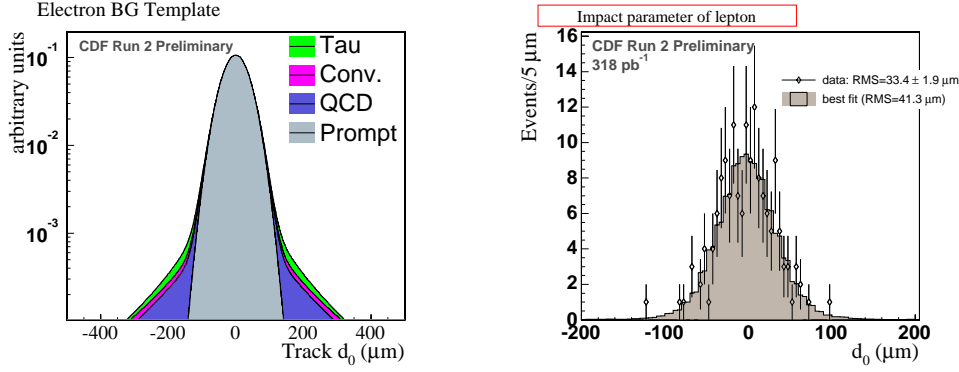 Electron BG Template
arbitrary units
CDF Run 2 Preliminary
Tau
Conv.
QCD
Prompt
10⁻¹
10⁻²
10⁻³
-400 -200 0 200 400
Track d₀ (μm)
Impact parameter of lepton
Events/5 μm
CDF Run 2 Preliminary
318 pb⁻¹
data: RMS=33.4 ± 1.9 μm
best fit (RMS=41.3 μm)
16
14
12
10
8
6
4
2
0
-200 -100 0 100 200
d₀ (μm)